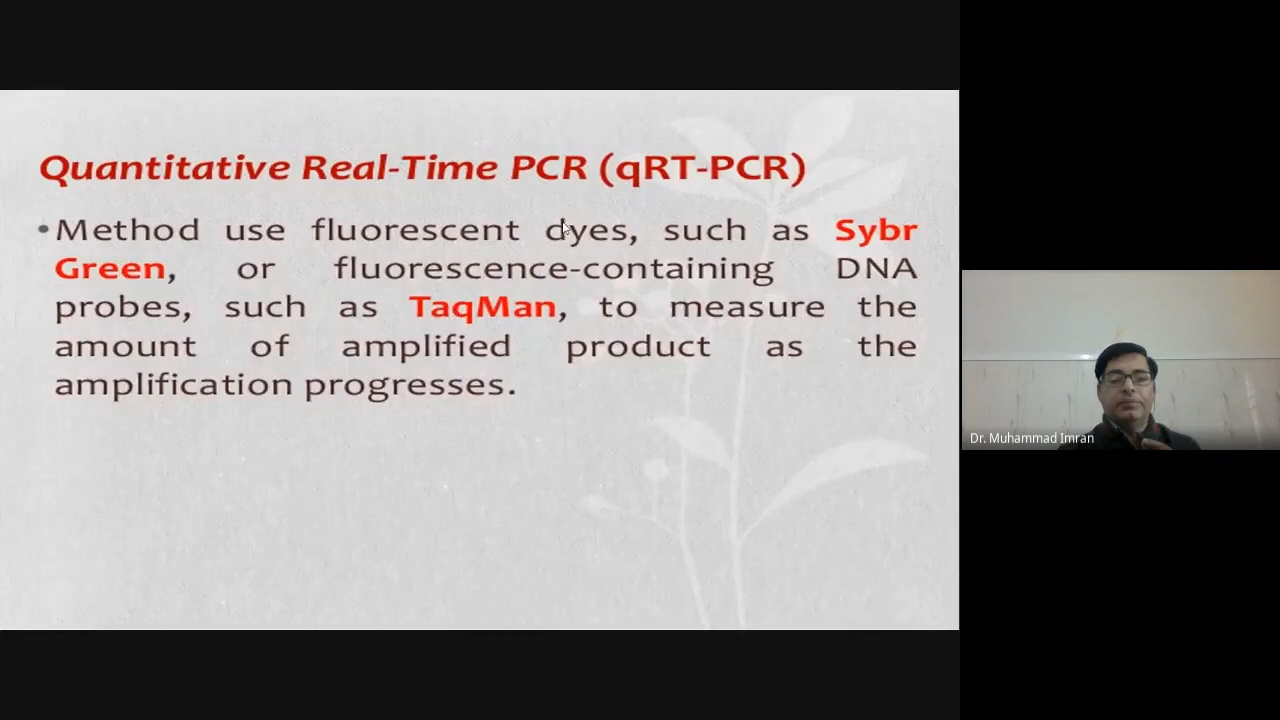 Quantitative Real-Time PCR (qRT-PCR)
• Method use fluorescent dyes, such as Sybr
Green, or fluorescence-containing DNA
probes, such as TaqMan, to measure the
amount of amplified product as the
amplification progresses.
Dr. Muhammad Imran